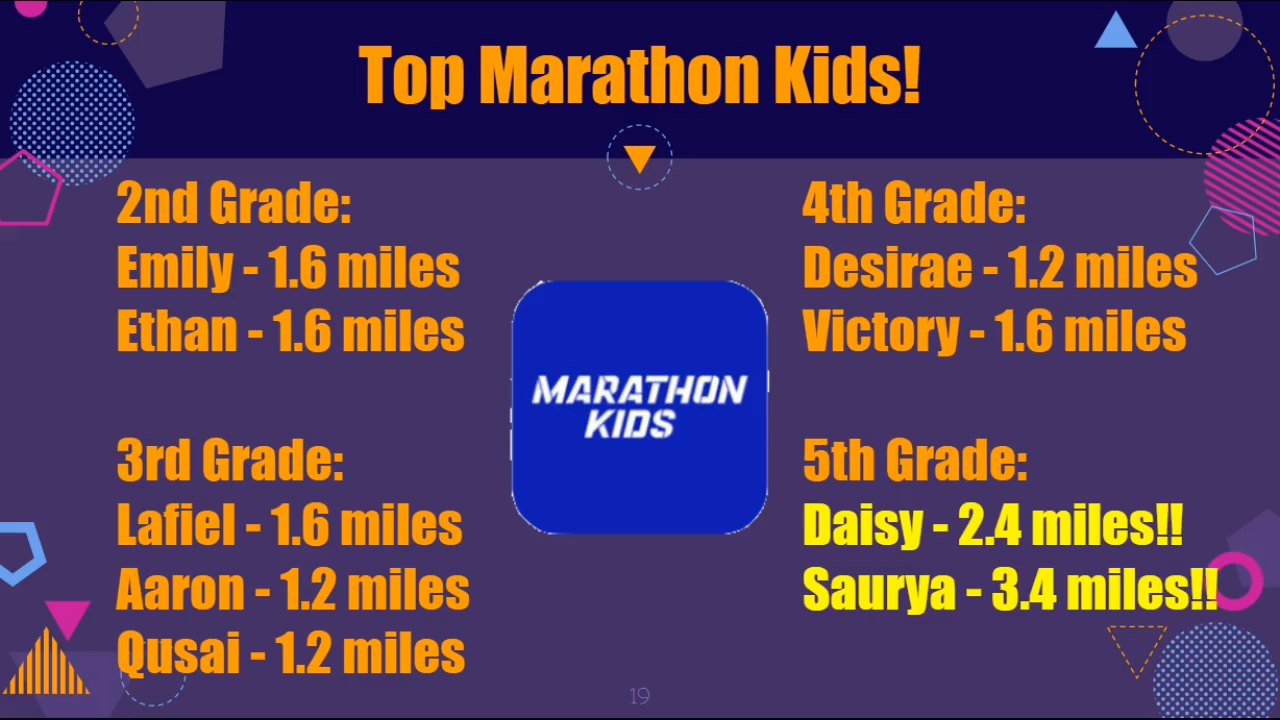 Top Marathon Kids!
2nd Grade:
Emily - 1.6 miles
Ethan - 1.6 miles
3rd Grade:
Lafiel - 1.6 miles
Aaron - 1.2 miles
Qusai - 1.2 miles
MARATHON
KIDS
4th Grade:
Desirae - 1.2 miles
Victory - 1.6 miles
5th Grade:
Daisy - 2.4 miles!!
Saurya - 3.4 miles!!
19